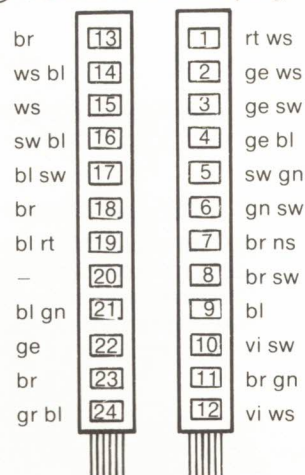 br 13 1 rt ws
ws bl 14 2 ge ws
ws 15 3 ge sw
sw bl 16 4 ge bl
bl sw 17 5 sw gn
br 18 6 gn sw
bl rt 19 7 br ns
– 20 8 br sw
bl gn 21 9 bl
ge 22 10 vi sw
br 23 11 br gn
gr bl 24 12 vi ws